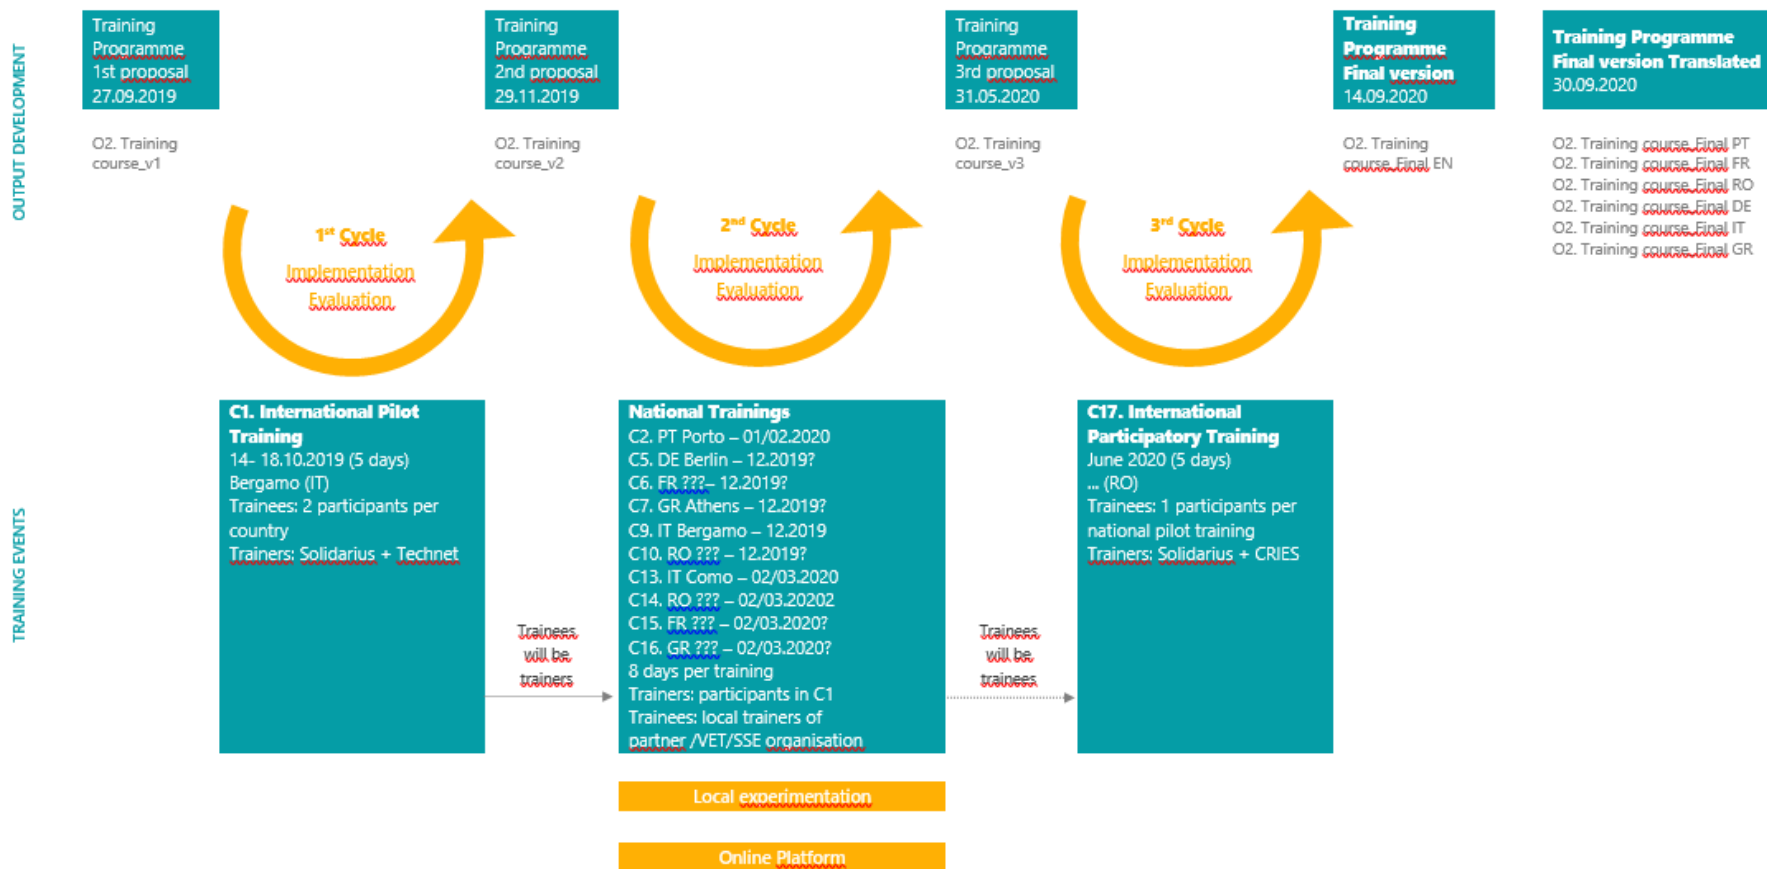 OUTPUT DEVELOPMENT
Training
Programme
1st proposal
27.09.2019
O2. Training
course_v1
Training
Programme
2nd proposal
29.11.2019
O2. Training
course_v2
Training
Programme
3rd proposal
31.05.2020
O2. Training
course_v3
Training
Programme
Final version
14.09.2020
O2. Training
course_Final EN
Training Programme
Final version Translated
30.09.2020
O2. Training course_Final PT
O2. Training course_Final FR
O2. Training course_Final RO
O2. Training course_Final DE
O2. Training course_Final IT
O2. Training course_Final GR
1st Cycle
Implementation
Evaluation
2nd Cycle
Implementation
Evaluation
3rd Cycle
Implementation
Evaluation
TRAINING EVENTS
C1. International Pilot
Training
14- 18.10.2019 (5 days)
Bergamo (IT)
Trainees: 2 participants per
country
Trainers: Solidarius + Technet
Trainees
will be
trainers
National Trainings
C2. PT Porto – 01/02.2020
C5. DE Berlin – 12.2019?
C6. FR ???– 12.2019?
C7. GR Athens – 12.2019?
C9. IT Bergamo – 12.2019
C10. RO ??? – 12.2019?
C13. IT Como – 02/03.2020
C14. RO ??? – 02/03.20202
C15. FR ??? – 02/03.2020?
C16. GR ??? – 02/03.2020?
8 days per training
Trainers: participants in C1
Trainees: local trainers of
partner /VET/SSE organisation
Trainees
will be
trainees
C17. International
Participatory Training
June 2020 (5 days)
... (RO)
Trainees: 1 participants per
national pilot training
Trainers: Solidarius + CRIES
Local experimentation
Online Platform